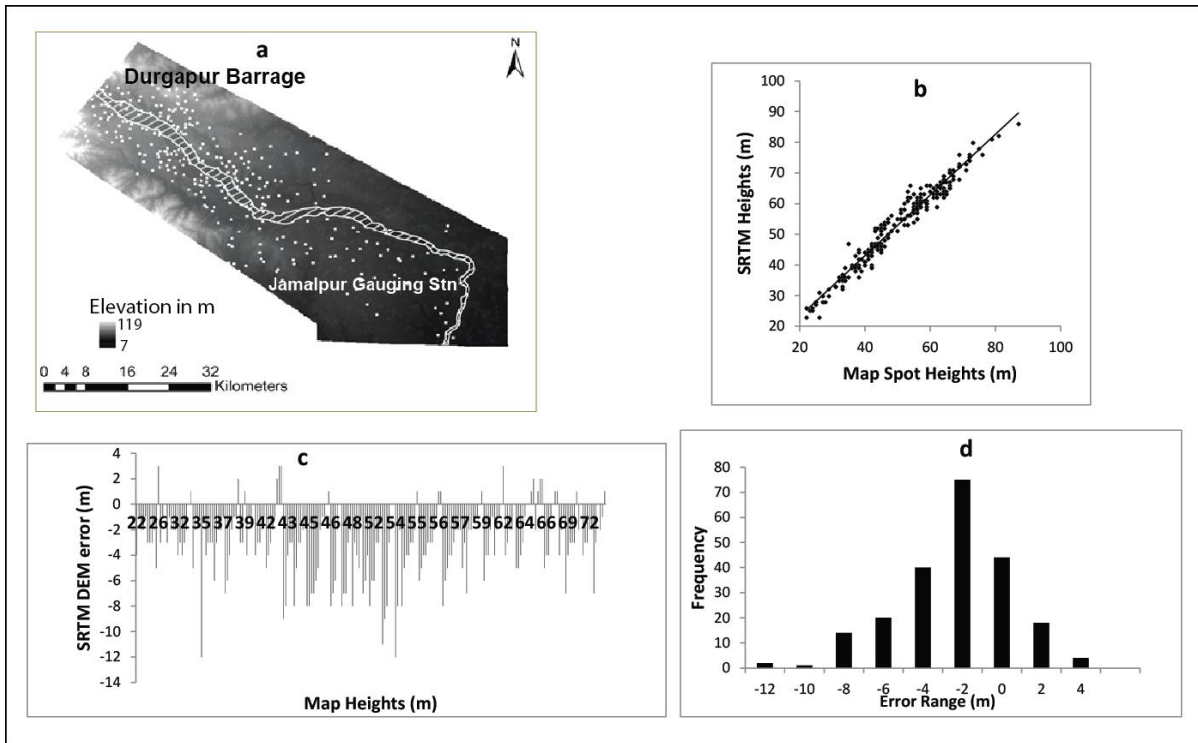 a
N
Durgapur Barrage
Jamalpur Gauging Stn
Elevation in m
119
7
0 4 8 16 24 32
Kilometers
b
100
90
80
70
60
50
40
30
20
20 40 60 80 100
SRTM Heights (m)
Map Spot Heights (m)
c
4
2
0
-2
-4
-6
-8
-10
-12
-14
22 26 32 35 37 39 42 43 45 46 48 52 54 55 56 57 59 62 64 66 69 72
SRTM DEM error (m)
Map Heights (m)
d
80
70
60
50
40
30
20
10
0
-12 -10 -8 -6 -4 -2 0 2 4
Frequency
Error Range (m)